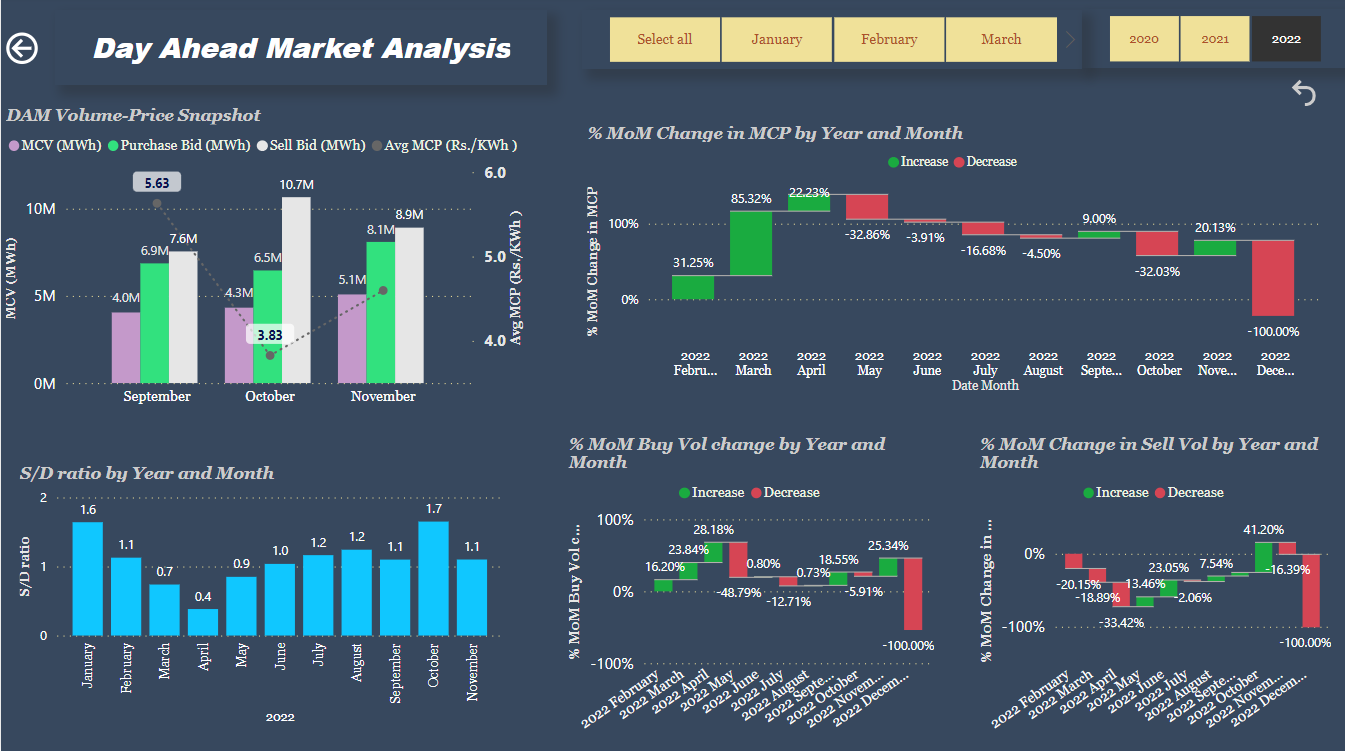 Day Ahead Market Analysis
Select all
January
February
March
2020
2021
2022
DAM Volume-Price Snapshot
MCV (MWh) Purchase Bid (MWh) Sell Bid (MWh) Avg MCP (Rs./KWh )
MCV (MWh)
10M
5M
0M
4.0M
6.9M
7.6M
5.63
4.3M
6.5M
10.7M
3.83
5.1M
8.1M
8.9M
6.0
5.0
4.0
Avg MCP (Rs./KWh )
September
October
November
% MoM Change in MCP by Year and Month
Increase Decrease
% MoM Change in MCP
100%
0%
31.25%
85.32%
22.23%
-32.86%
-3.91%
-16.68%
-4.50%
9.00%
-32.03%
20.13%
-100.00%
2022 2022 2022 2022 2022 2022 2022 2022 2022 2022 2022
Febru... March April May June July August Septe... October Nove... Dece...
Date Month
S/D ratio by Year and Month
S/D ratio
2
1
0
1.6
1.1
0.7
0.4
0.9
1.0
1.2
1.2
1.1
1.7
1.1
January
February
March
April
May
June
July
August
September
October
November
2022
% MoM Buy Vol change by Year and
Month
Increase Decrease
% MoM Buy Vol c...
100%
0%
-100%
16.20%
23.84%
28.18%
-48.79%
0.80%
-12.71%
0.73%
18.55%
-5.91%
25.34%
-100.00%
2022 February
2022 March
2022 April
2022 May
2022 June
2022 July
2022 August
2022 Septe...
2022 October
2022 Novem...
2022 Decem...
% MoM Change in Sell Vol by Year and
Month
Increase Decrease
% MoM Change in ...
0%
-100%
-20.15%
-18.89%
-33.42%
13.46%
23.05%
-2.06%
7.54%
41.20%
-16.39%
-100.00%
2022 February
2022 March
2022 April
2022 May
2022 June
2022 July
2022 August
2022 Septe...
2022 October
2022 Novem...
2022 Decem...